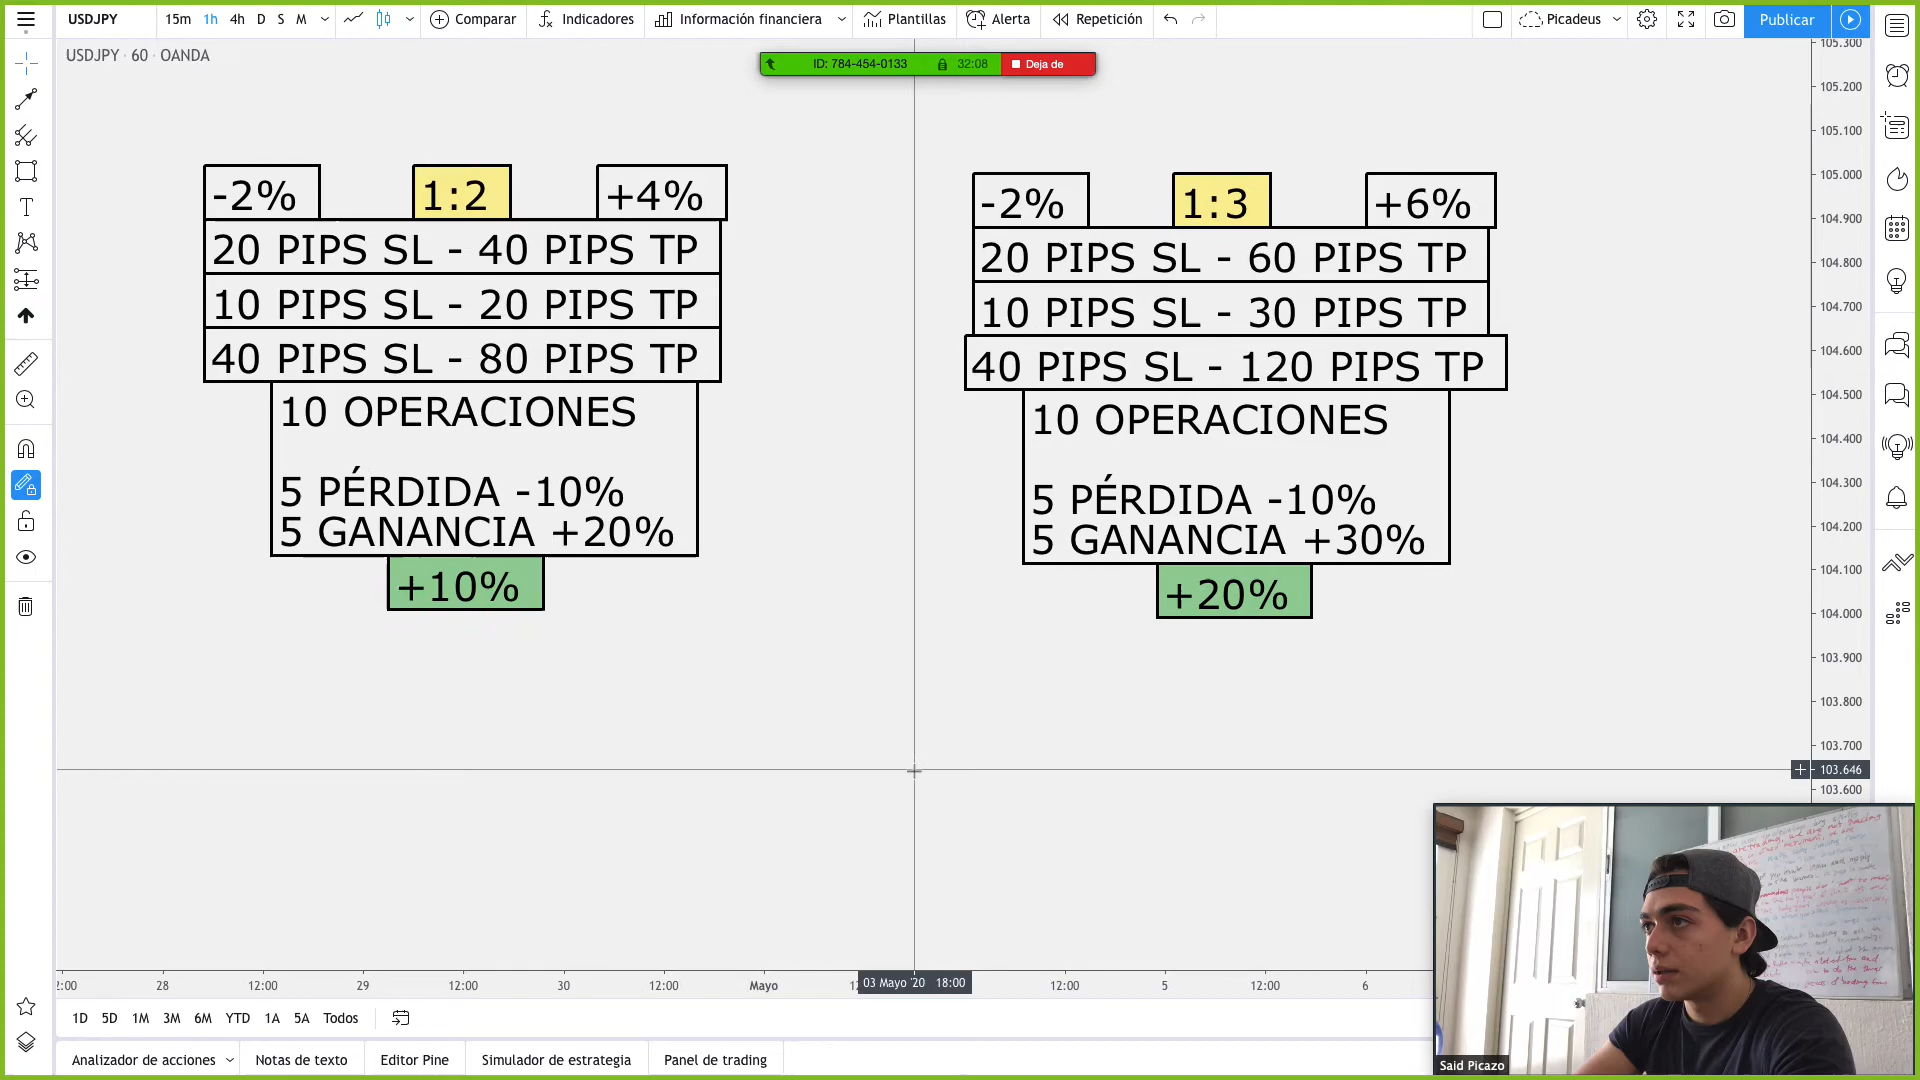 USDJPY 15m 1h 4h D S M Comparar Indicadores Información financiera Plantillas Alerta Repetición Picadeus Publicar
USDJPY · 60 · OANDA
ID: 784-454-0133 32:08 Deja de
-2% 1:2 +4%
20 PIPS SL - 40 PIPS TP
10 PIPS SL - 20 PIPS TP
40 PIPS SL - 80 PIPS TP
10 OPERACIONES
5 PÉRDIDA -10%
5 GANANCIA +20%
+10%
-2% 1:3 +6%
20 PIPS SL - 60 PIPS TP
10 PIPS SL - 30 PIPS TP
40 PIPS SL - 120 PIPS TP
10 OPERACIONES
5 PÉRDIDA -10%
5 GANANCIA +30%
+20%
105.300
105.200
105.100
105.000
104.900
104.800
104.700
104.600
104.500
104.400
104.300
104.200
104.100
104.000
103.900
103.800
103.700
103.646
103.600
2:00 28 12:00 29 12:00 30 12:00 Mayo 03 Mayo '20 18:00 12:00 5 12:00 6
1D 5D 1M 3M 6M YTD 1A 5A Todos
Analizador de acciones Notas de texto Editor Pine Simulador de estrategia Panel de trading
Said Picazo